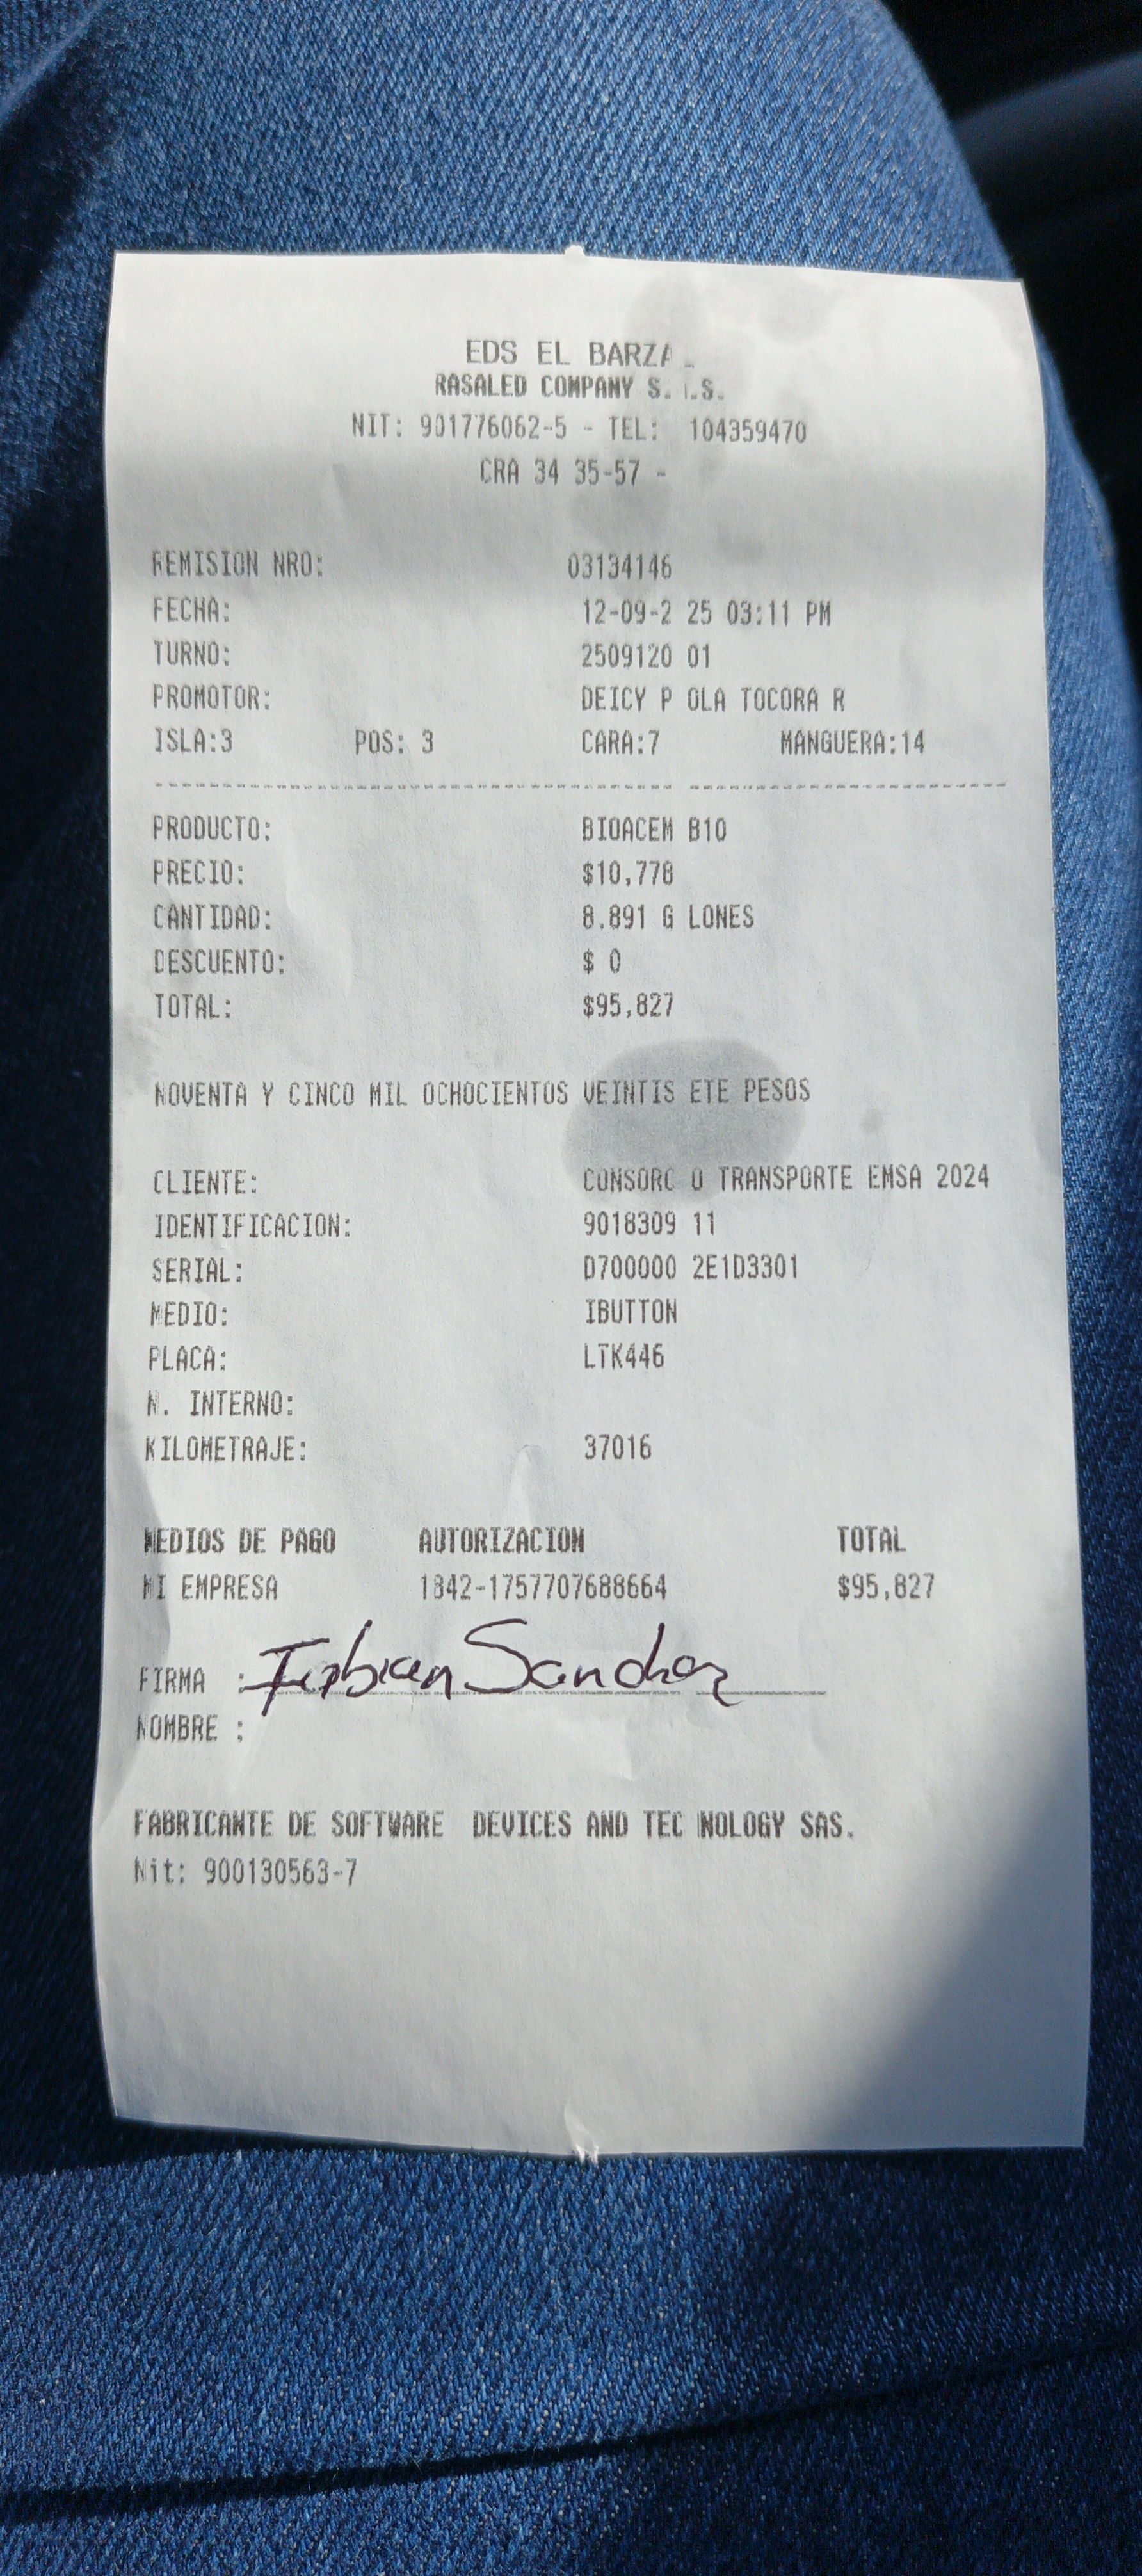 EDS EL BARZA
RASALED COMPANY S. .S.
NIT: 901776062-5 - TEL: 104359470
CRA 34 35-57 -
REMISION NRO: 03134146
FECHA: 12-09-2 25 03:11 PM
TURNO: 2509120 01
PROMOTOR: DEICY P OLA TOCORA R
ISLA:3 POS: 3 CARA:7 MANGUERA:14
PRODUCTO: BIOACEM B10
PRECIO: $10,778
CANTIDAD: 8.891 G LONES
DESCUENTO: $ 0
TOTAL: $95,827
NOVENTA Y CINCO MIL OCHOCIENTOS VEINTIS ETE PESOS
CLIENTE: CONSORC O TRANSPORTE EMSA 2024
IDENTIFICACION: 9018309 11
SERIAL: D700000 2E1D3301
MEDIO: IBUTTON
PLACA: LTK446
N. INTERNO:
KILOMETRAJE: 37016
MEDIOS DE PAGO AUTORIZACION TOTAL
MI EMPRESA 1842-1757707688664 $95,827
FIRMA : Fabian Sanchez
NOMBRE :
FABRICANTE DE SOFTWARE DEVICES AND TEC NOLOGY SAS.
Nit: 900130563-7